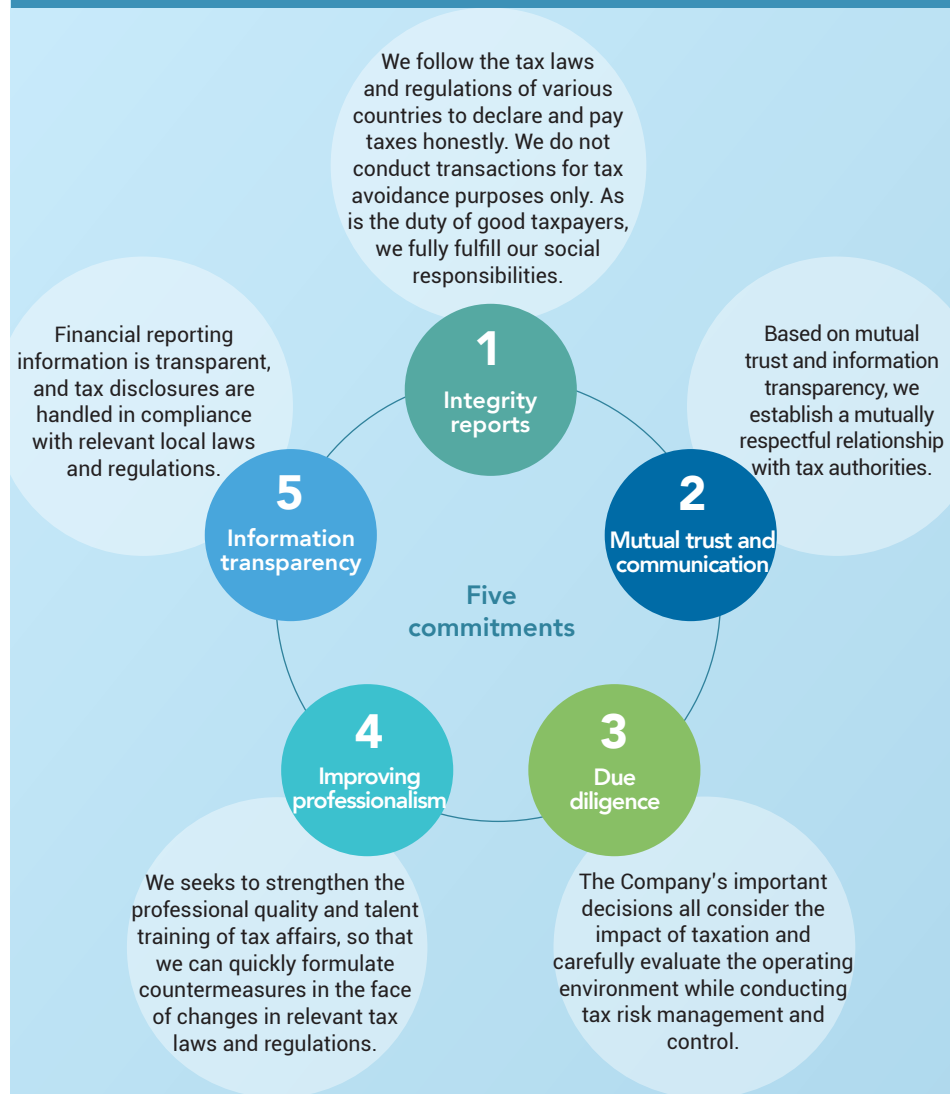 We follow the tax laws
and regulations of various
countries to declare and pay
taxes honestly. We do not
conduct transactions for tax
avoidance purposes only. As
is the duty of good taxpayers,
we fully fulfill our social
responsibilities.
1
Integrity
reports
Based on mutual
trust and information
transparency, we
establish a mutually
respectful relationship
with tax authorities.
2
Mutual trust and
communication
The Company's important
decisions all consider the
impact of taxation and
carefully evaluate the operating
environment while conducting
tax risk management and
control.
3
Due
diligence
We seeks to strengthen the
professional quality and talent
training of tax affairs, so that
we can quickly formulate
countermeasures in the face
of changes in relevant tax
laws and regulations.
4
Improving
professionalism
Financial reporting
information is transparent,
and tax disclosures are
handled in compliance
with relevant local laws
and regulations.
5
Information
transparency
Five
commitments